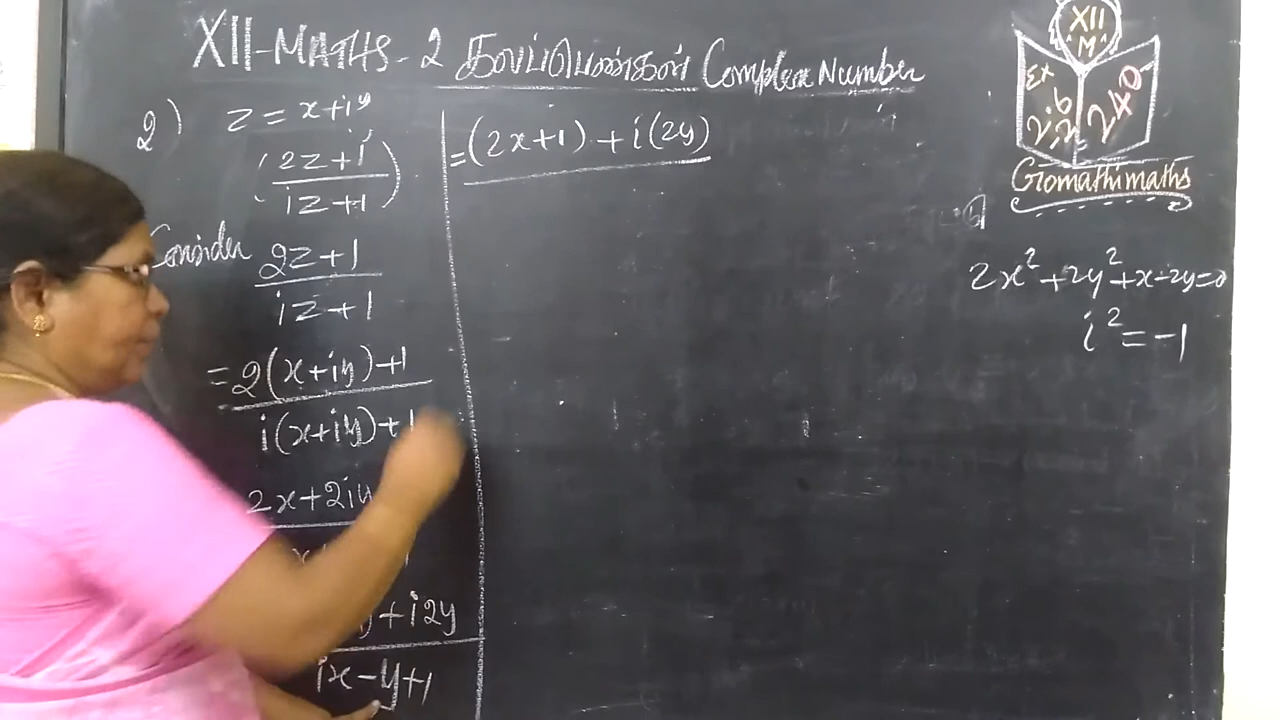 XII-MATHS-2 கலப்பெண்கள் Complex Number
2) z = x+iy
(2z+i / iz+1)
Consider 2z+1 / iz+1
= 2(x+iy)+1
i(x+iy)+1
2x+2iy
+i2y
ix-y+1
= (2x+1) + i(2y)
XII
M
Ex
2.6
2
240
Gomathimaths
2x²+2y²+x-2y=0
i² = -1